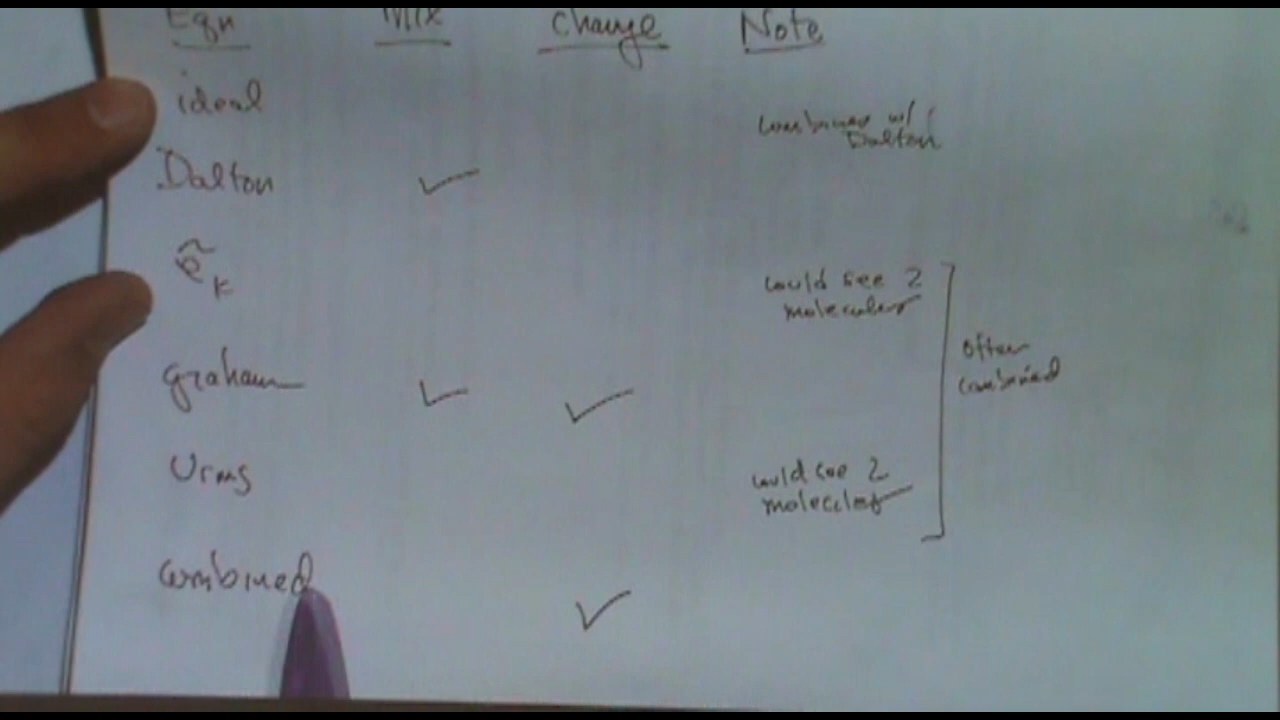 Eqn Mix Change Note
ideal
combined w/
Dalton
Dalton ✓
ẽk
could see 2
molecules
Graham ✓ ✓
often
combined
Urms
could see 2
molecules
combined ✓